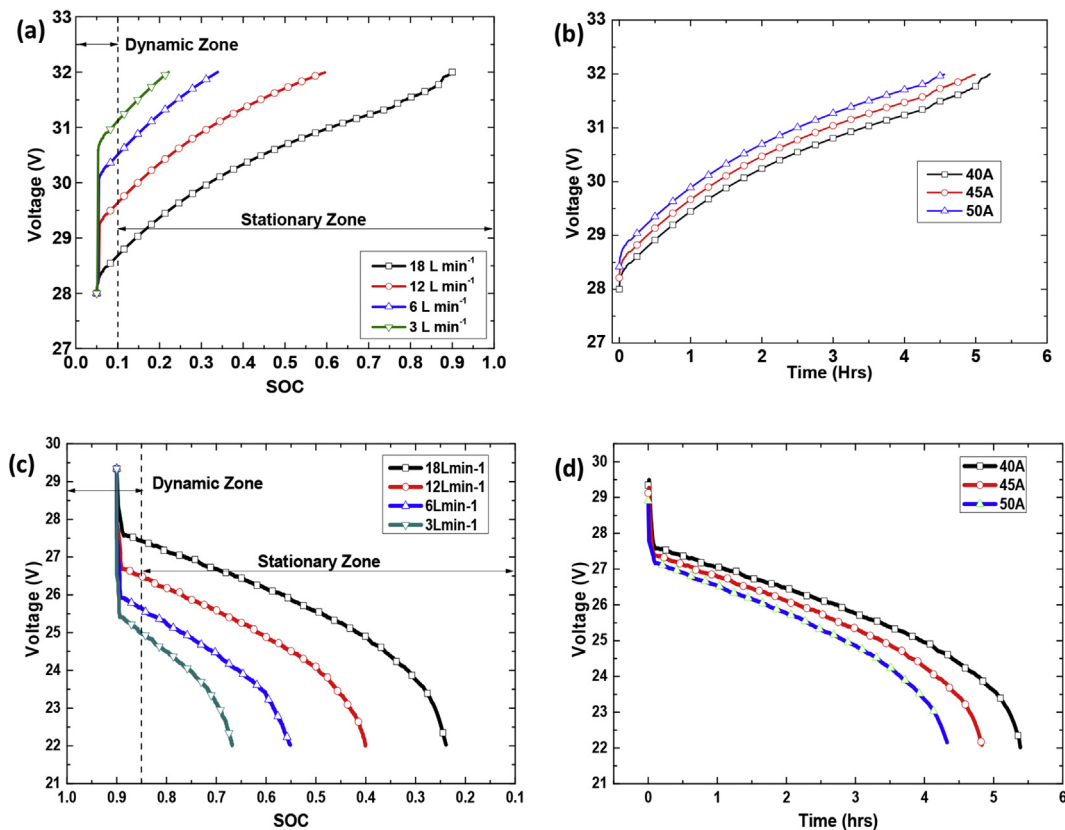 (a)
33
32
31
30
29
28
27
Voltage (V)
Dynamic Zone
Stationary Zone
18 L min-1
12 L min-1
6 L min-1
3 L min-1
0.0 0.1 0.2 0.3 0.4 0.5 0.6 0.7 0.8 0.9 1.0
SOC
(b)
33
32
31
30
29
28
27
Voltage (V)
40A
45A
50A
0 1 2 3 4 5 6
Time (Hrs)
(c)
30
29
28
27
26
25
24
23
22
21
Voltage (V)
18Lmin-1
12Lmin-1
6Lmin-1
3Lmin-1
Dynamic Zone
Stationary Zone
1.0 0.9 0.8 0.7 0.6 0.5 0.4 0.3 0.2 0.1
SOC
(d)
30
29
28
27
26
25
24
23
22
21
Voltage (V)
40A
45A
50A
0 1 2 3 4 5 6
Time (hrs)